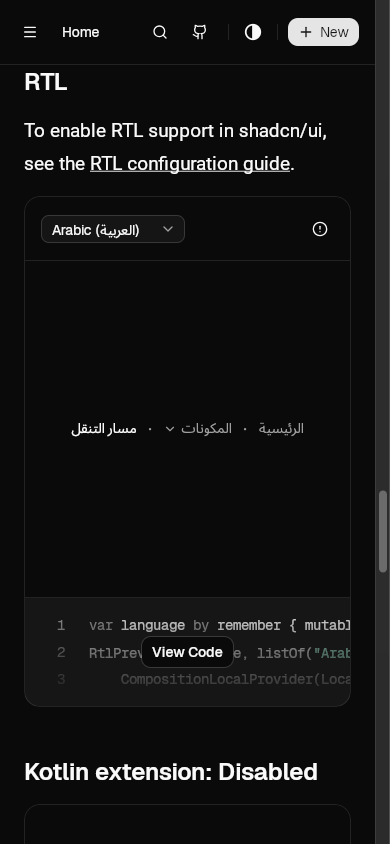 Home
New
RTL
To enable RTL support in shadcn/ui,
see the RTL configuration guide.
Arabic (العربية)
الرئيسية · المكونات · مسار التنقل
1 var language by remember { mutabl
2 RtlPrev e, listOf("Arab
View Code
3 CompositionLocalProvider(Loca
Kotlin extension: Disabled